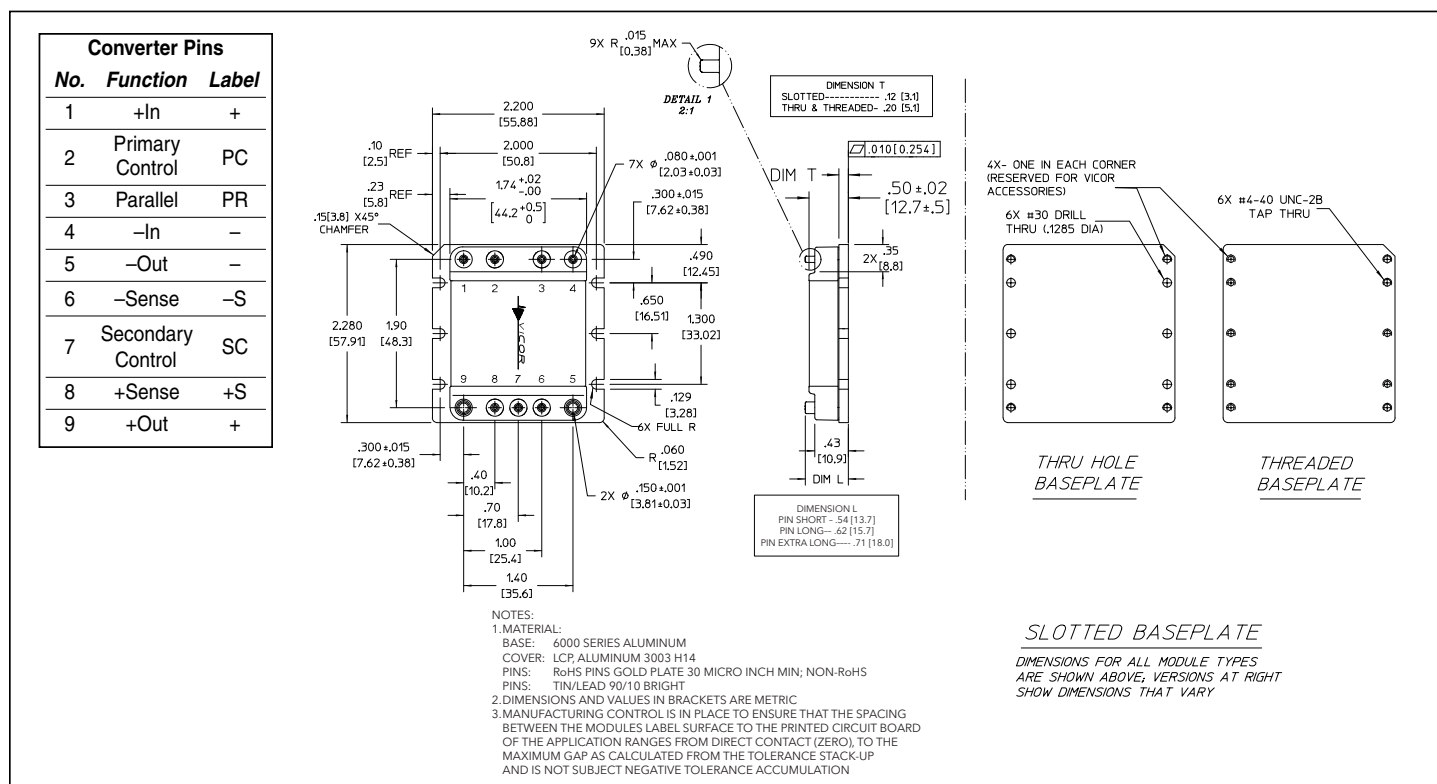 Converter Pins
No. Function Label
1 +In +
2 Primary Control PC
3 Parallel PR
4 –In –
5 –Out –
6 –Sense –S
7 Secondary Control SC
8 +Sense +S
9 +Out +
9X R .015 [0.38] MAX
DETAIL 1
2:1
DIMENSION T
SLOTTED----------- .12 [3.1]
THRU & THREADED- .20 [5.1]
2.200
[55.88]
.10
[2.5] REF
2.000
[50.8]
7X ø .080±.001
[2.03±0.03]
.23
[5.8] REF
1.74 +.02 -.00
[44.2 +0.5 0]
.300±.015
[7.62±0.38]
.15[3.8] X45°
CHAMFER
DIM T
.010[0.254]
.50±.02
[12.7±.5]
.490
[12.45]
2X .35
[8.8]
1 2 3 4
.650
[16.51]
1.300
[33.02]
2.280
[57.91]
1.90
[48.3]
VICOR
9 8 7 6 5
.129
[3.28]
6X FULL R
.300±.015
[7.62±0.38]
R .060
[1.52]
.40
[10.2]
2X ø .150±.001
[3.81±0.03]
.70
[17.8]
1.00
[25.4]
1.40
[35.6]
.43
[10.9]
DIM L
DIMENSION L
PIN SHORT - .54 [13.7]
PIN LONG-- .62 [15.7]
PIN EXTRA LONG---- .71 [18.0]
4X- ONE IN EACH CORNER
(RESERVED FOR VICOR
ACCESSORIES)
6X #30 DRILL
THRU (.1285 DIA)
6X #4-40 UNC-2B
TAP THRU
THRU HOLE
BASEPLATE
THREADED
BASEPLATE
SLOTTED BASEPLATE
DIMENSIONS FOR ALL MODULE TYPES
ARE SHOWN ABOVE; VERSIONS AT RIGHT
SHOW DIMENSIONS THAT VARY
NOTES:
1.MATERIAL:
BASE: 6000 SERIES ALUMINUM
COVER: LCP, ALUMINUM 3003 H14
PINS: RoHS PINS GOLD PLATE 30 MICRO INCH MIN; NON-RoHS
PINS: TIN/LEAD 90/10 BRIGHT
2.DIMENSIONS AND VALUES IN BRACKETS ARE METRIC
3.MANUFACTURING CONTROL IS IN PLACE TO ENSURE THAT THE SPACING
BETWEEN THE MODULES LABEL SURFACE TO THE PRINTED CIRCUIT BOARD
OF THE APPLICATION RANGES FROM DIRECT CONTACT (ZERO), TO THE
MAXIMUM GAP AS CALCULATED FROM THE TOLERANCE STACK-UP
AND IS NOT SUBJECT NEGATIVE TOLERANCE ACCUMULATION